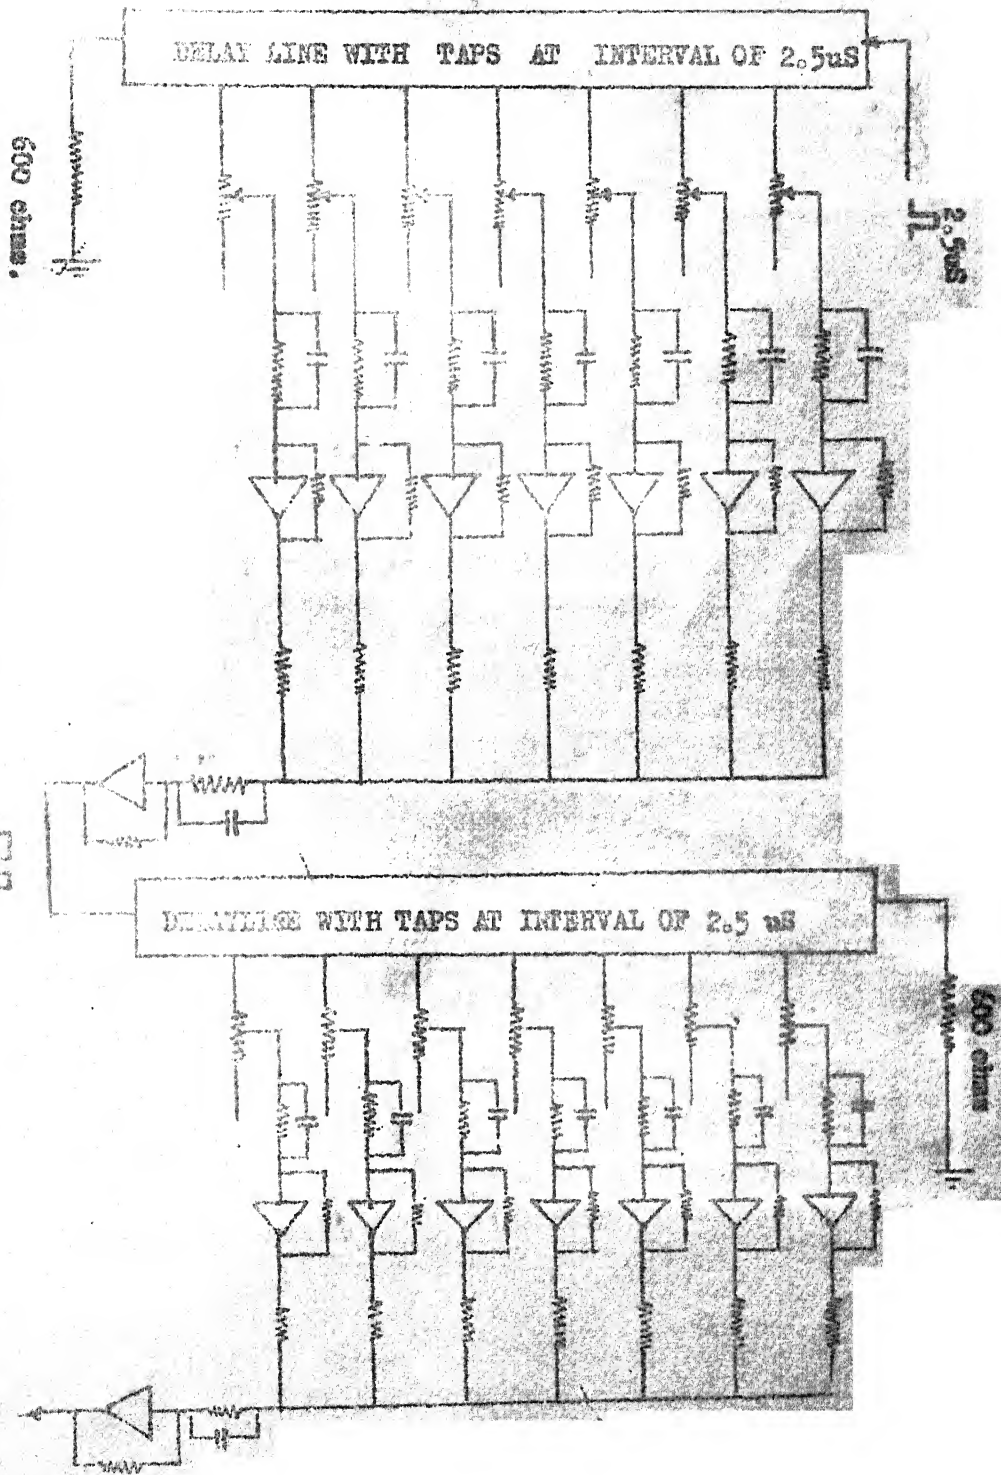 DELAY LINE WITH TAPS AT INTERVAL OF 2.5uS
2.5uS
600 ohms.
DELAYLINE WITH TAPS AT INTERVAL OF 2.5 uS
600 ohms